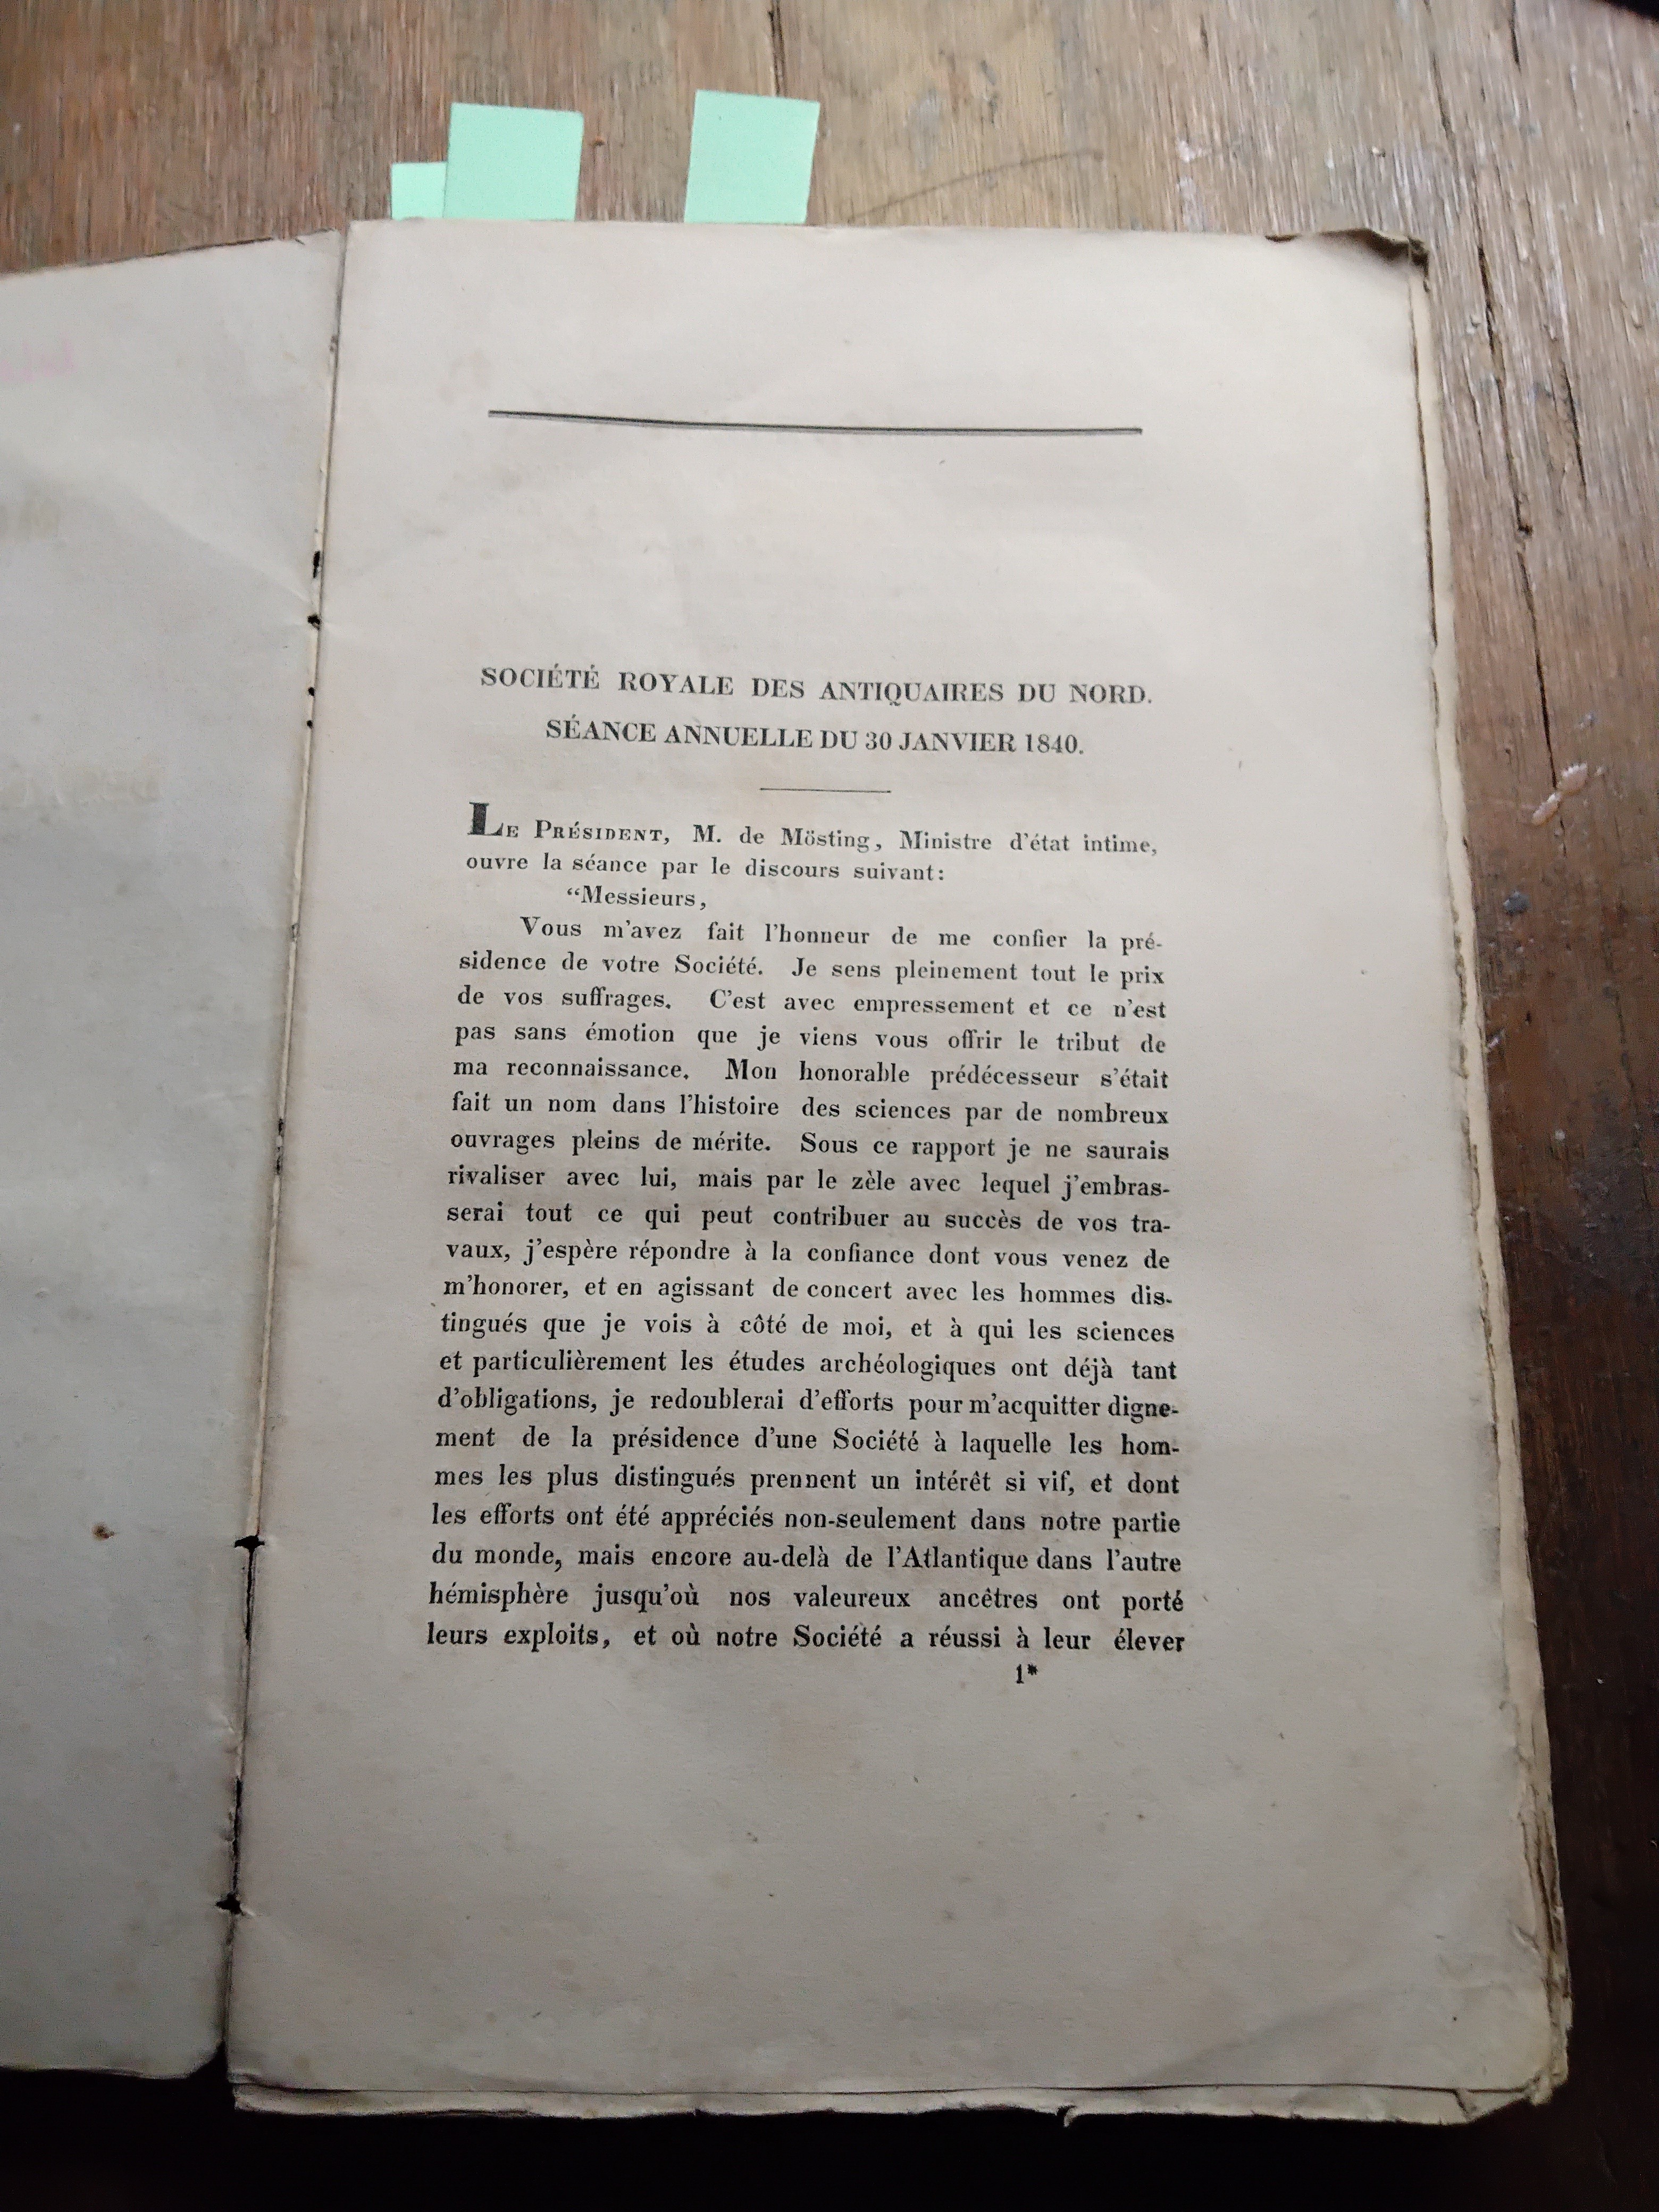 SOCIÉTÉ ROYALE DES ANTIQUAIRES DU NORD.
SÉANCE ANNUELLE DU 30 JANVIER 1840.
LE PRÉSIDENT, M. de Mösting, Ministre d'état intime,
ouvre la séance par le discours suivant:
“Messieurs,
Vous m'avez fait l'honneur de me confier la pré-
sidence de votre Société. Je sens pleinement tout le prix
de vos suffrages. C'est avec empressement et ce n'est
pas sans émotion que je viens vous offrir le tribut de
ma reconnaissance. Mon honorable prédécesseur s'était
fait un nom dans l'histoire des sciences par de nombreux
ouvrages pleins de mérite. Sous ce rapport je ne saurais
rivaliser avec lui, mais par le zèle avec lequel j'embras-
serai tout ce qui peut contribuer au succès de vos tra-
vaux, j'espère répondre à la confiance dont vous venez de
m'honorer, et en agissant de concert avec les hommes dis-
tingués que je vois à côté de moi, et à qui les sciences
et particulièrement les études archéologiques ont déjà tant
d'obligations, je redoublerai d'efforts pour m'acquitter digne-
ment de la présidence d'une Société à laquelle les hom-
mes les plus distingués prennent un intérêt si vif, et dont
les efforts ont été appréciés non-seulement dans notre partie
du monde, mais encore au-delà de l'Atlantique dans l'autre
hémisphère jusqu'où nos valeureux ancêtres ont porté
leurs exploits, et où notre Société a réussi à leur élever
1*